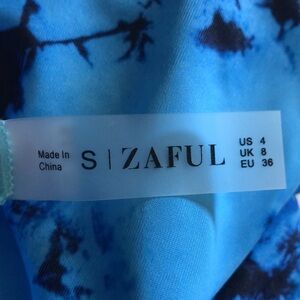 Made In
China
S | ZAFUL
US 4
UK 8
EU 36